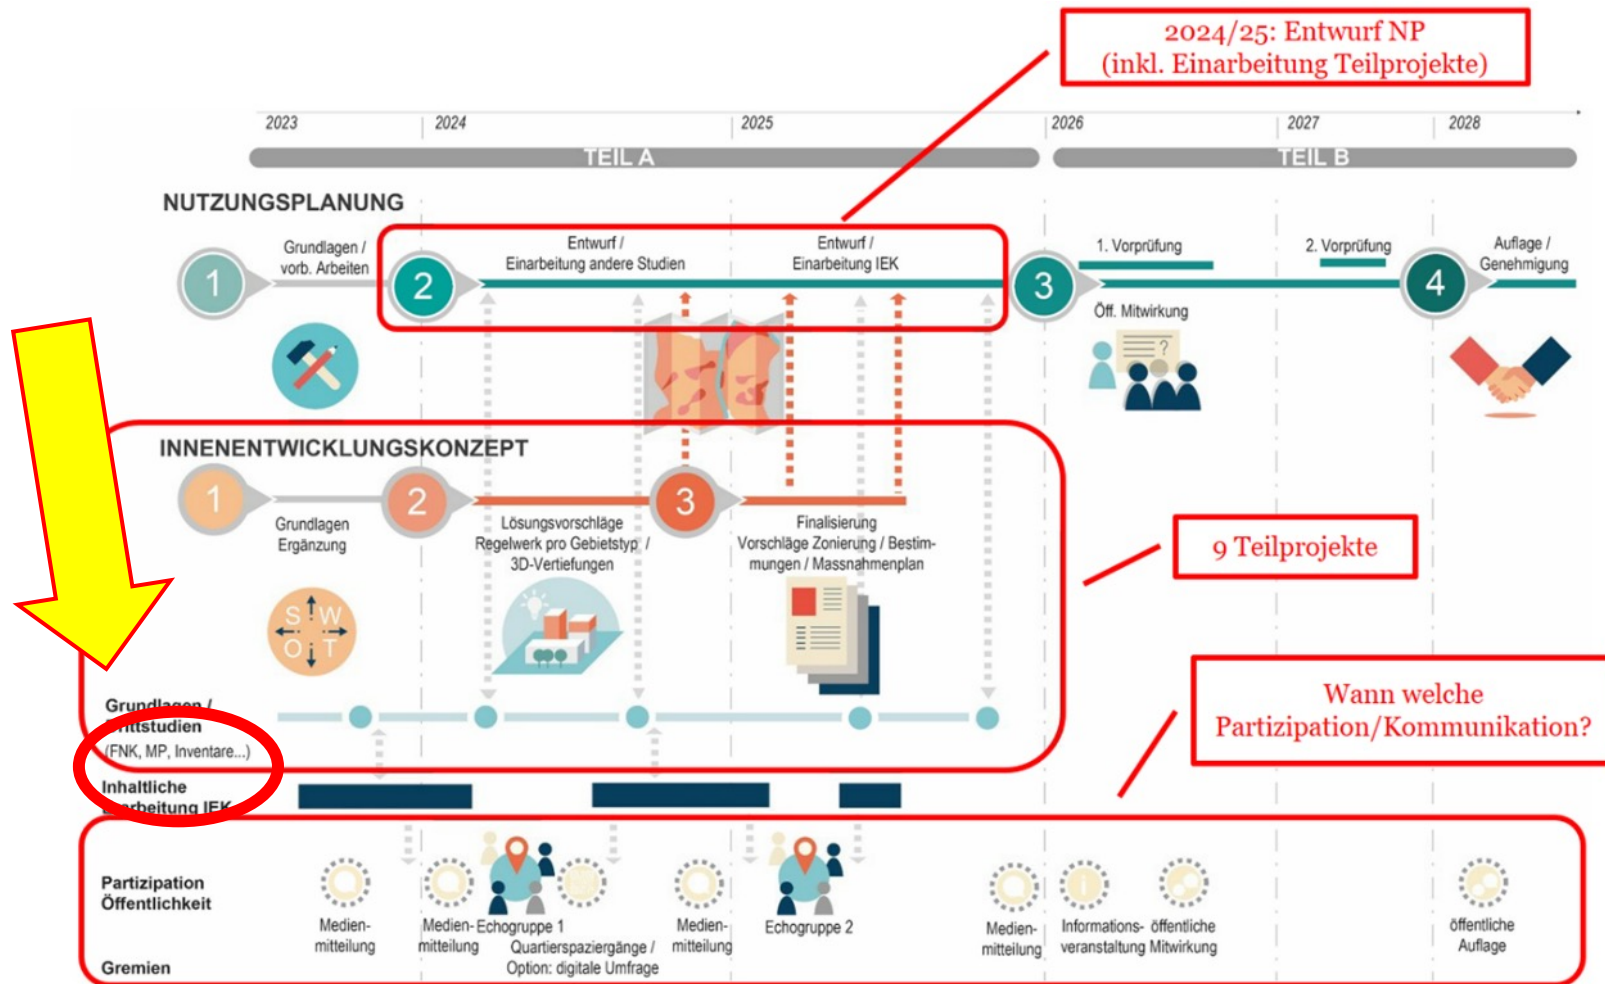 2024/25: Entwurf NP
(inkl. Einarbeitung Teilprojekte)
2023
2024
2025
2026
2027
2028
TEIL A
TEIL B
NUTZUNGSPLANUNG
1
Grundlagen /
vorb. Arbeiten
2
Entwurf /
Einarbeitung andere Studien
Entwurf /
Einarbeitung IEK
3
1. Vorprüfung
Öff. Mitwirkung
?
2. Vorprüfung
4
Auflage /
Genehmigung
INNENENTWICKLUNGSKONZEPT
1
Grundlagen
Ergänzung
2
Lösungsvorschläge
Regelwerk pro Gebietstyp /
3D-Vertiefungen
3
Finalisierung
Vorschläge Zonierung / Bestim-
mungen / Massnahmenplan
9 Teilprojekte
S W
O T
Grundlagen /
Drittstudien
(FNK, MP, Inventare...)
Inhaltliche
Erarbeitung IEK
Wann welche
Partizipation/Kommunikation?
Partizipation
Öffentlichkeit
Medien-
mitteilung
Medien-
mitteilung
Echogruppe 1
Quartierspaziergänge /
Option: digitale Umfrage
Medien-
mitteilung
Echogruppe 2
Medien-
mitteilung
i
Informations-
veranstaltung
öffentliche
Mitwirkung
öffentliche
Auflage
Gremien